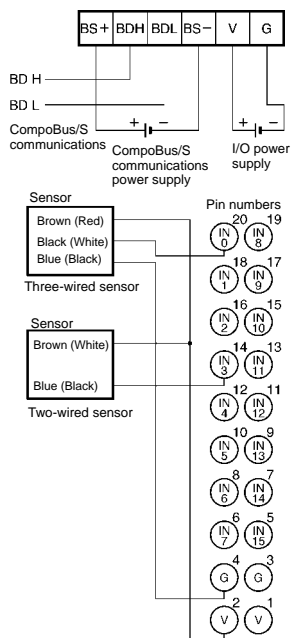 BS+ BDH BDL BS− V G
BD H
BD L
+ −
+ −
CompoBus/S
communications
CompoBus/S
communications
power supply
I/O power
supply
Sensor
Brown (Red)
Black (White)
Blue (Black)
Three-wired sensor
Sensor
Brown (White)
Blue (Black)
Two-wired sensor
Pin numbers
20 19
IN 0 IN 8
18 17
IN 1 IN 9
16 15
IN 2 IN 10
14 13
IN 3 IN 11
12 11
IN 4 IN 12
10 9
IN 5 IN 13
8 7
IN 6 IN 14
6 5
IN 7 IN 15
4 3
G G
2 1
V V